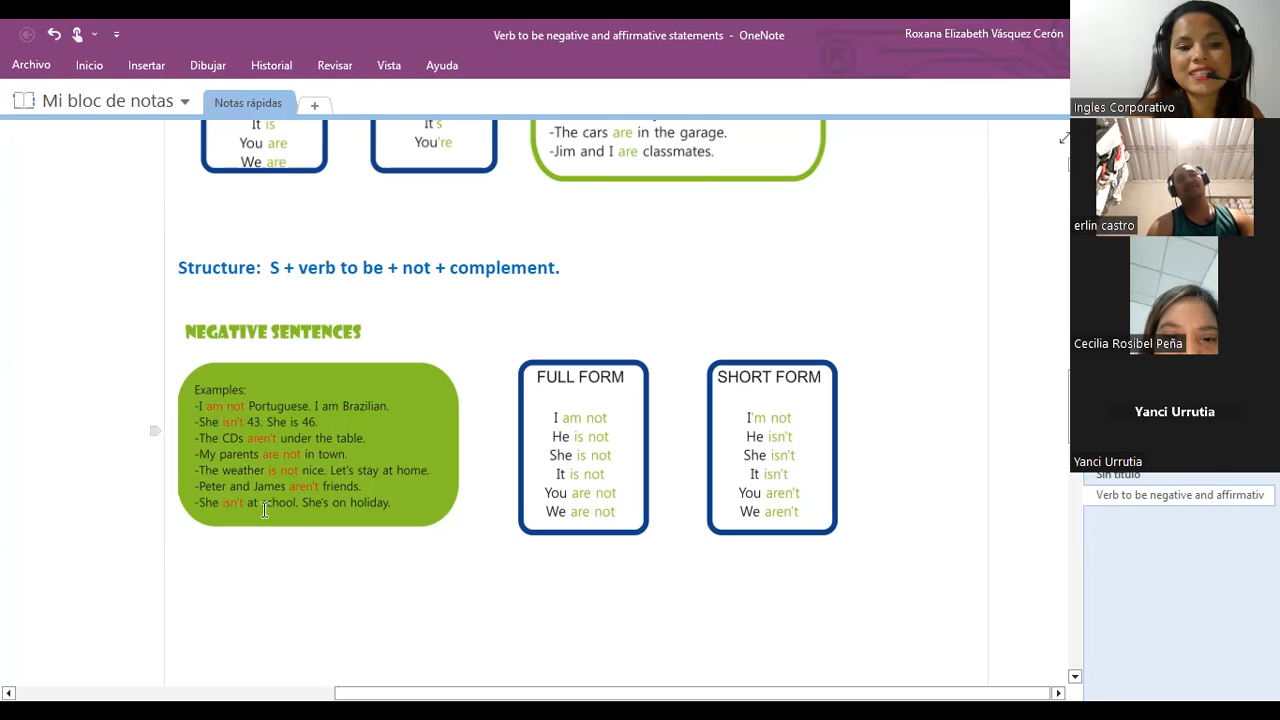 Verb to be negative and affirmative statements - OneNote
Roxana Elizabeth Vásquez Cerón
Archivo Inicio Insertar Dibujar Historial Revisar Vista Ayuda
Mi bloc de notas
Notas rápidas
It is
You are
We are
It's
You're
-The cars are in the garage.
-Jim and I are classmates.
Structure: S + verb to be + not + complement.
NEGATIVE SENTENCES
Examples:
-I am not Portuguese. I am Brazilian.
-She isn't 43. She is 46.
-The CDs aren't under the table.
-My parents are not in town.
-The weather is not nice. Let's stay at home.
-Peter and James aren't friends.
-She isn't at school. She's on holiday.
FULL FORM
I am not
He is not
She is not
It is not
You are not
We are not
SHORT FORM
I'm not
He isn't
She isn't
It isn't
You aren't
We aren't
Ingles Corporativo
erlin castro
Cecilia Rosibel Peña
Yanci Urrutia
Yanci Urrutia
Sin título
Verb to be negative and affirmativ